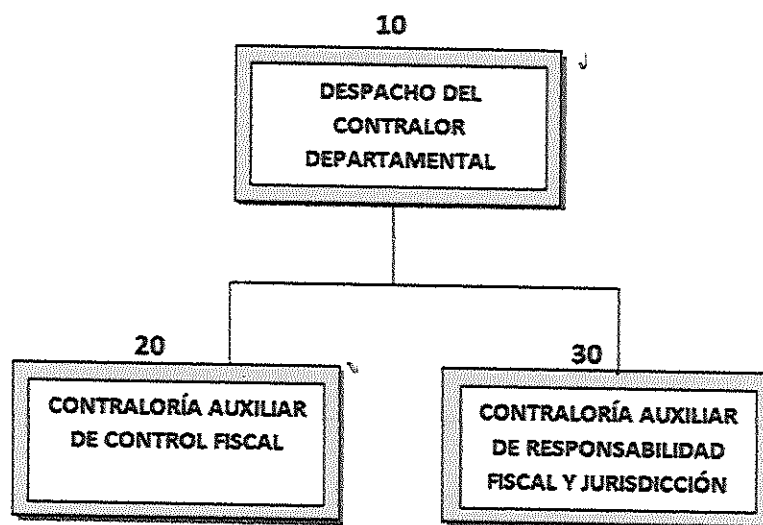 10
DESPACHO DEL
CONTRALOR
DEPARTAMENTAL
20
CONTRALORÍA AUXILIAR
DE CONTROL FISCAL
30
CONTRALORÍA AUXILIAR
DE RESPONSABILIDAD
FISCAL Y JURISDICCIÓN